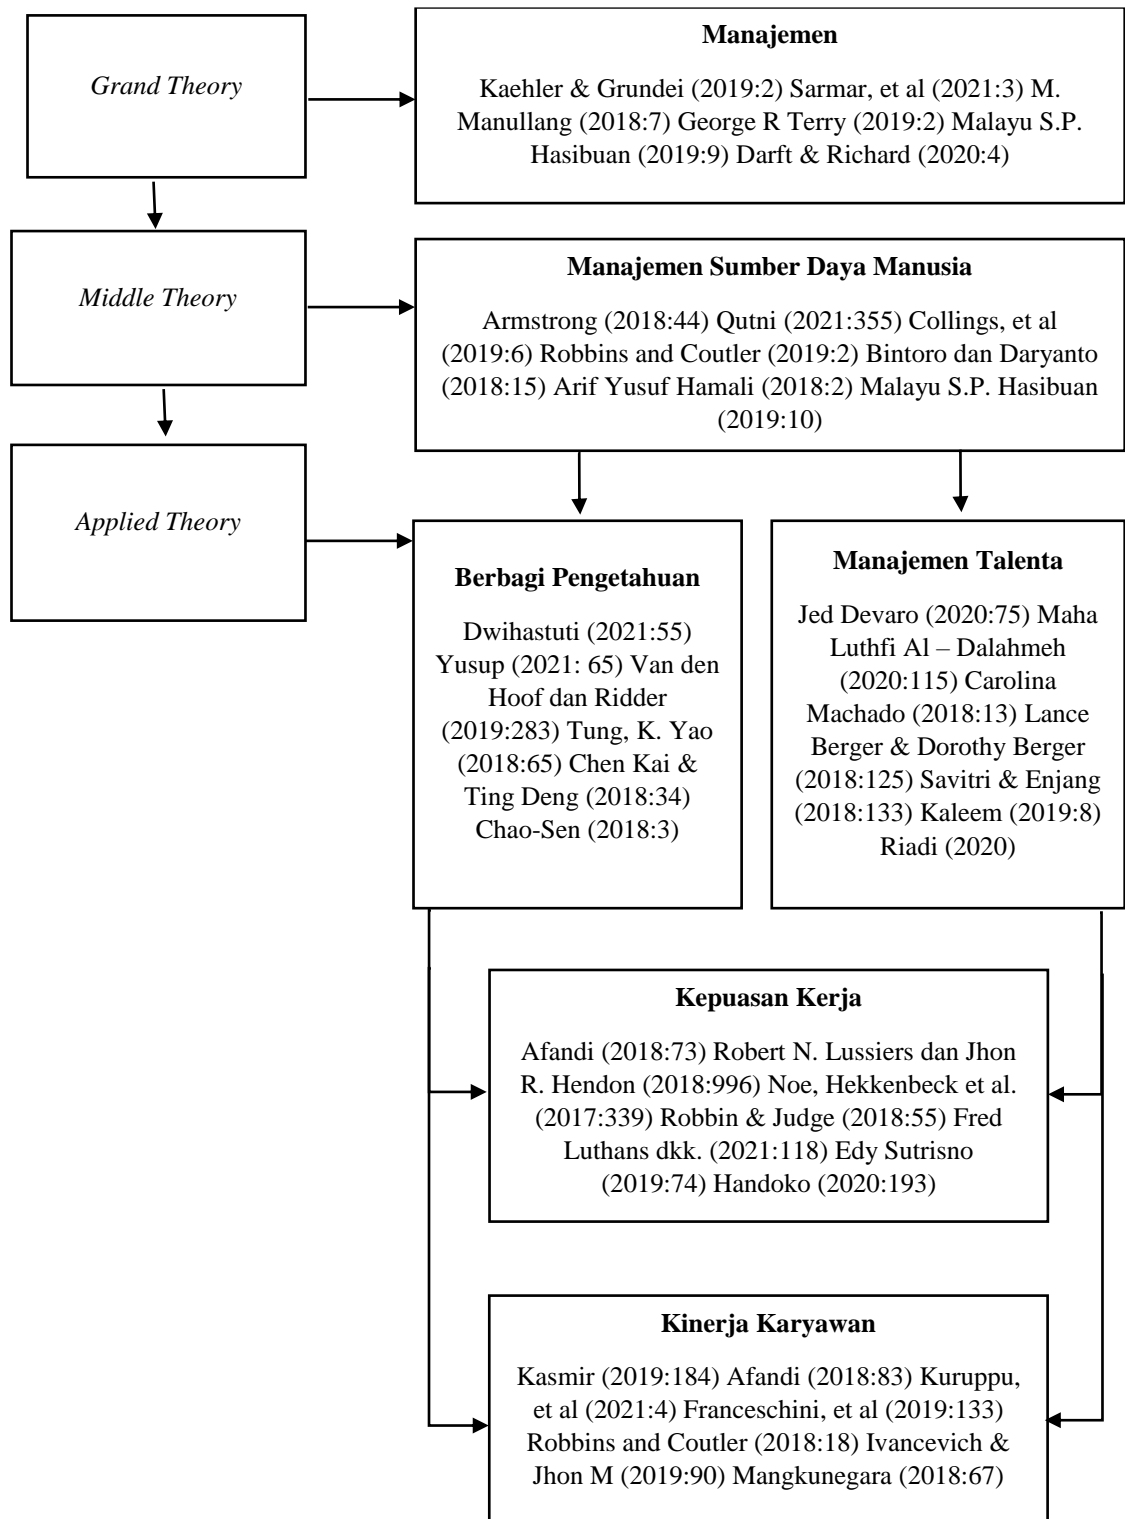 Grand Theory
Manajemen
Kaehler & Grundei (2019:2) Sarmar, et al (2021:3) M.
Manullang (2018:7) George R Terry (2019:2) Malayu S.P.
Hasibuan (2019:9) Darft & Richard (2020:4)
Middle Theory
Manajemen Sumber Daya Manusia
Armstrong (2018:44) Qutni (2021:355) Collings, et al
(2019:6) Robbins and Coutler (2019:2) Bintoro dan Daryanto
(2018:15) Arif Yusuf Hamali (2018:2) Malayu S.P. Hasibuan
(2019:10)
Applied Theory
Berbagi Pengetahuan
Dwihastuti (2021:55)
Yusup (2021: 65) Van den
Hoof dan Ridder
(2019:283) Tung, K. Yao
(2018:65) Chen Kai &
Ting Deng (2018:34)
Chao-Sen (2018:3)
Manajemen Talenta
Jed Devaro (2020:75) Maha
Luthfi Al – Dalahmeh
(2020:115) Carolina
Machado (2018:13) Lance
Berger & Dorothy Berger
(2018:125) Savitri & Enjang
(2018:133) Kaleem (2019:8)
Riadi (2020)
Kepuasan Kerja
Afandi (2018:73) Robert N. Lussiers dan Jhon
R. Hendon (2018:996) Noe, Hekkenbeck et al.
(2017:339) Robbin & Judge (2018:55) Fred
Luthans dkk. (2021:118) Edy Sutrisno
(2019:74) Handoko (2020:193)
Kinerja Karyawan
Kasmir (2019:184) Afandi (2018:83) Kuruppu,
et al (2021:4) Franceschini, et al (2019:133)
Robbins and Coutler (2018:18) Ivancevich &
Jhon M (2019:90) Mangkunegara (2018:67)